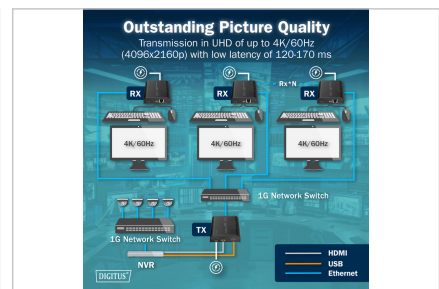 Outstanding Picture Quality
Transmission in UHD of up to 4K/60Hz
(4096x2160p) with low latency of 120-170 ms
RX
RX
Rx*N
RX
4K/60Hz
4K/60Hz
4K/60Hz
1G Network Switch
1G Network Switch
TX
NVR
HDMI
USB
Ethernet
DIGITUS